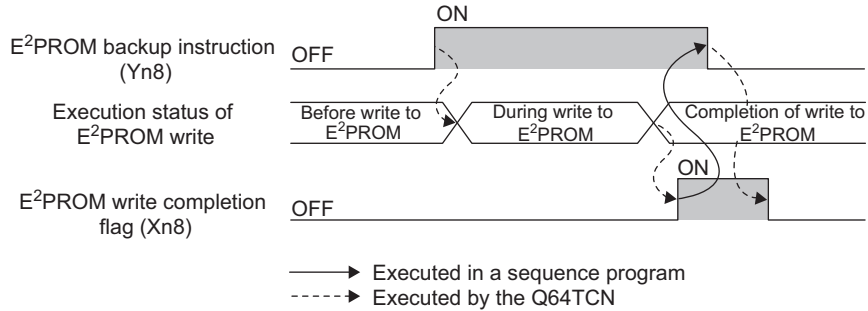 ON
E²PROM backup instruction
(Yn8)
OFF
Execution status of
E²PROM write
Before write to
E²PROM
During write to
E²PROM
Completion of write to
E²PROM
ON
E²PROM write completion
flag (Xn8)
OFF
Executed in a sequence program
Executed by the Q64TCN